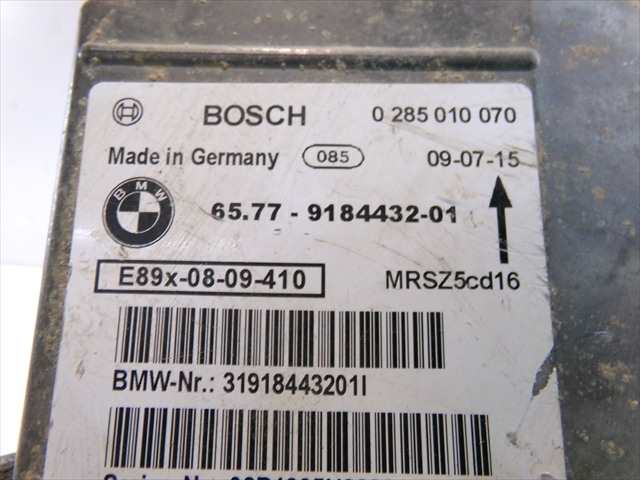 BOSCH 0 285 010 070
Made in Germany 085 09-07-15
BMW
65.77 - 9184432-01
E89x-08-09-410 MRSZ5cd16
BMW-Nr.: 31918443201I